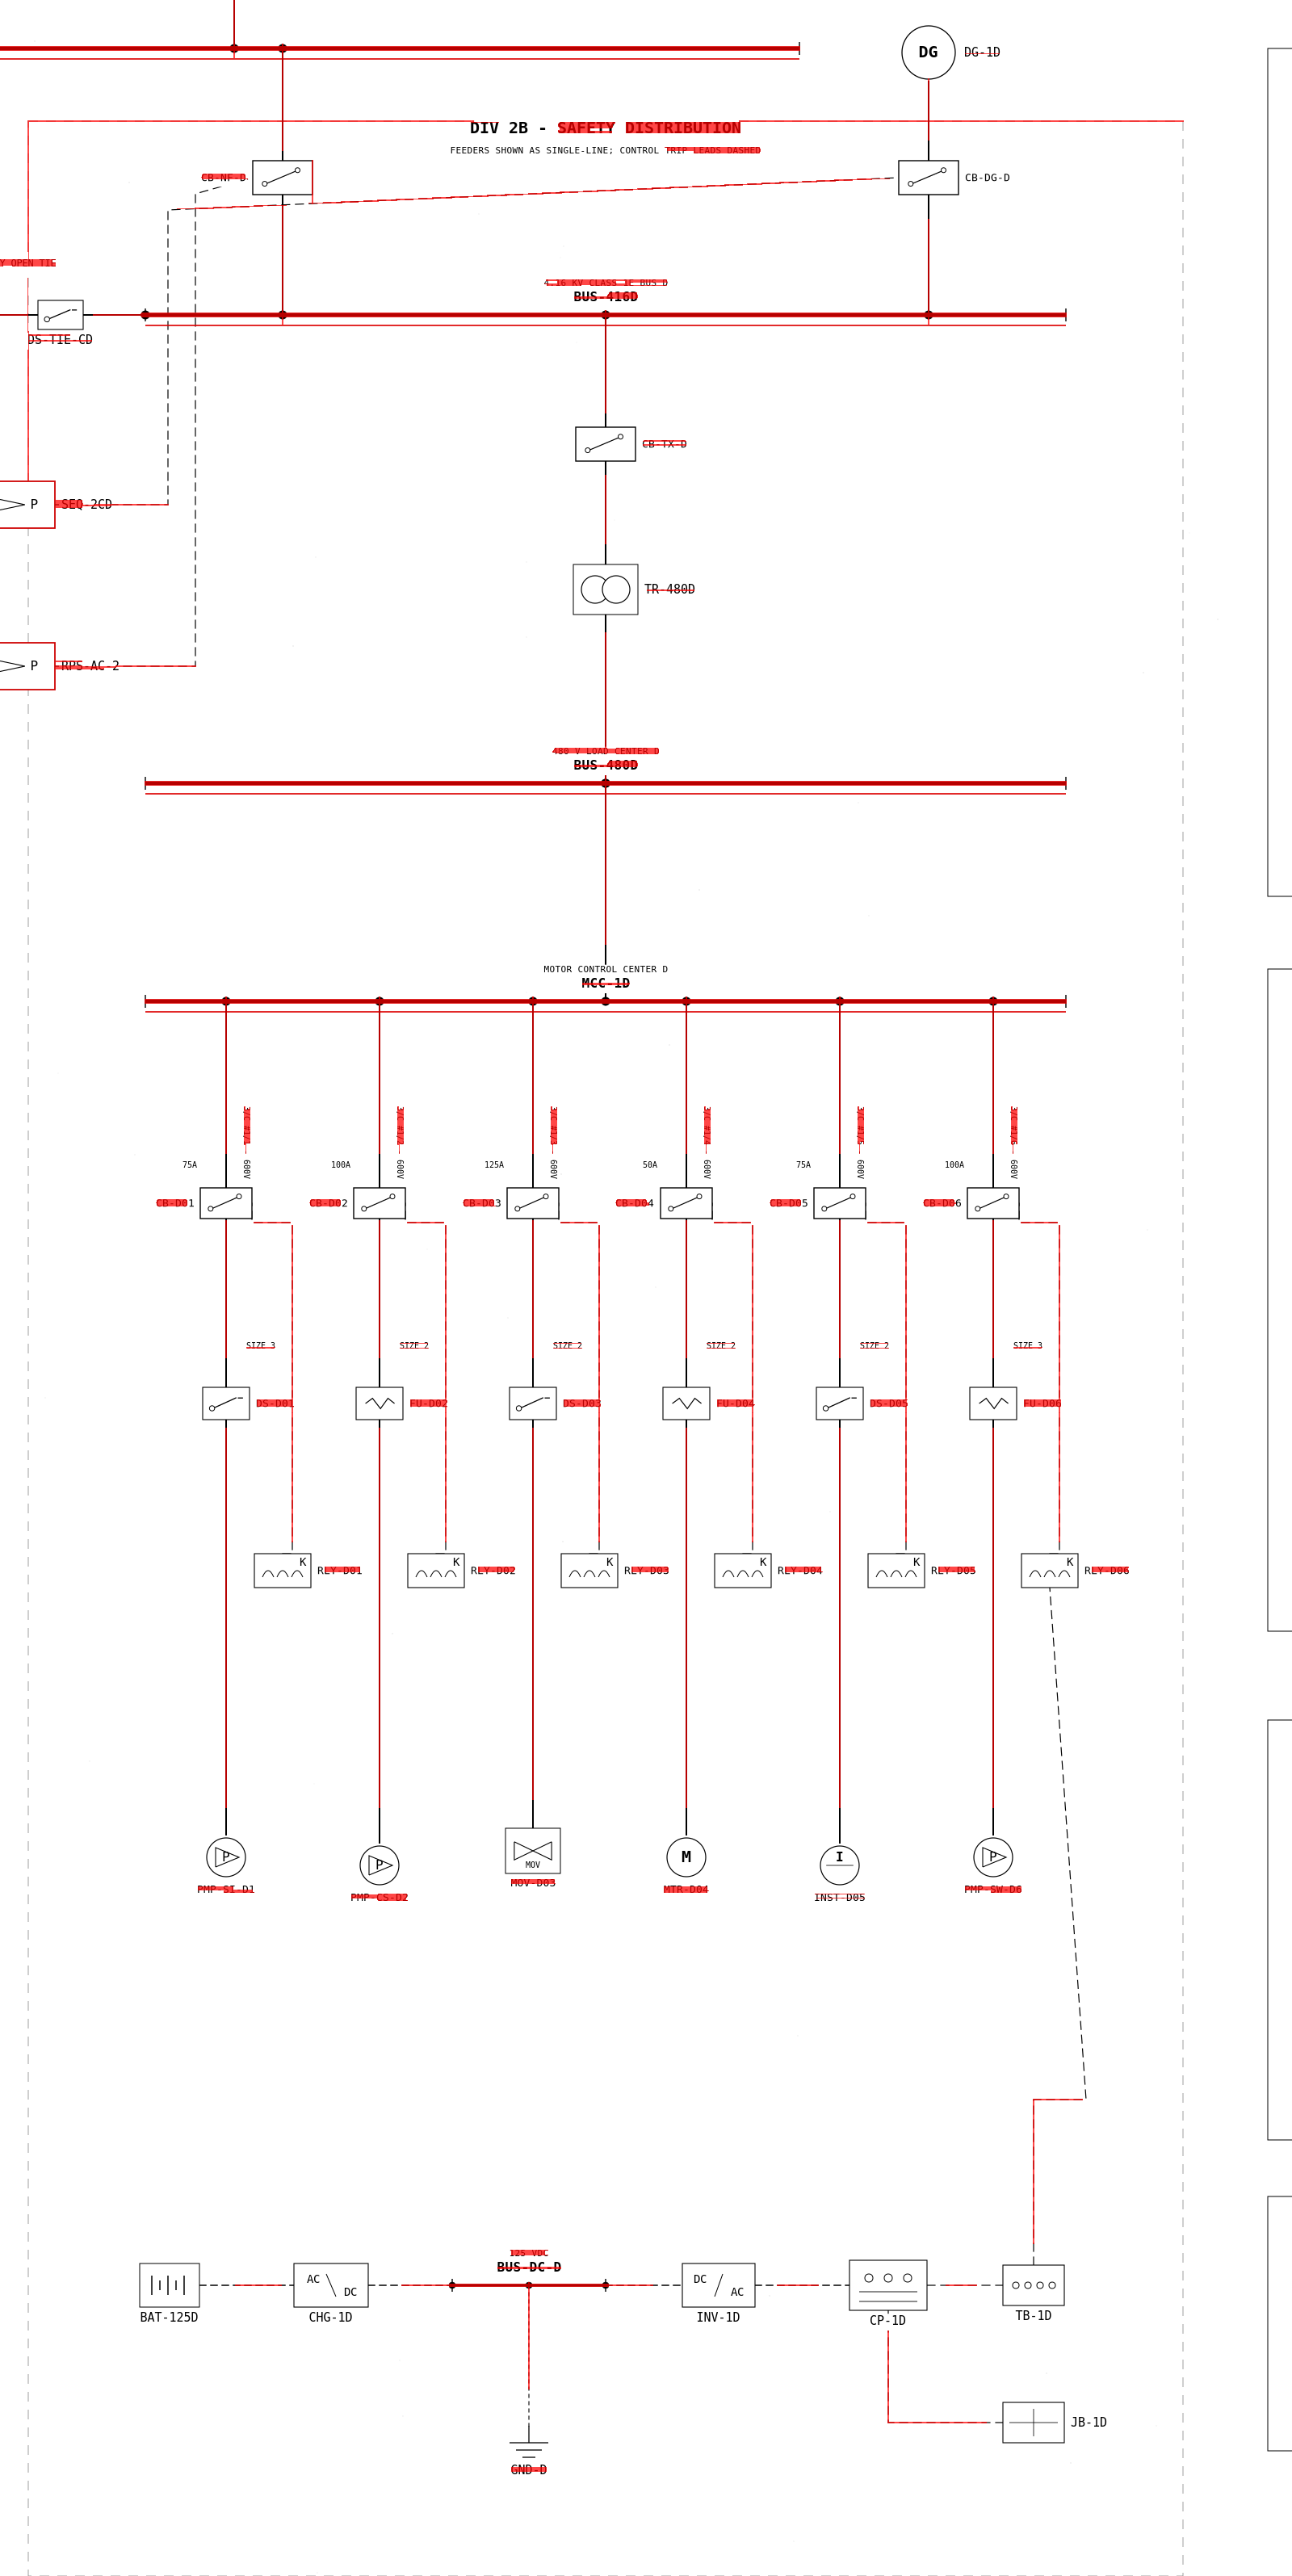 DG
DG-1D
DIV 2B - SAFETY DISTRIBUTION
FEEDERS SHOWN AS SINGLE-LINE; CONTROL TRIP LEADS DASHED
CB-NF-D
CB-DG-D
Y OPEN TIE
4.16 KV CLASS 1E BUS D
BUS-416D
DS-TIE-CD
CB-TX-D
P
SEQ-2CD
TR-480D
P
RPS-AC-2
480 V LOAD CENTER D
BUS-480D
MOTOR CONTROL CENTER D
MCC-1D
600V
600V
600V
600V
600V
600V
75A
100A
125A
50A
75A
100A
CB-D01
CB-D02
CB-D03
CB-D04
CB-D05
CB-D06
SIZE 3
SIZE 2
SIZE 2
SIZE 2
SIZE 2
SIZE 3
DS-D01
FU-D02
DS-D03
FU-D04
DS-D05
FU-D06
K
K
K
K
K
K
RLY-D01
RLY-D02
RLY-D03
RLY-D04
RLY-D05
RLY-D06
P
P
MOV
M
I
P
PMP-SI-D1
PMP-CS-D2
MOV-D03
MTR-D04
INST-D05
PMP-SW-D6
125 VDC
BUS-DC-D
AC
DC
DC
AC
BAT-125D
CHG-1D
INV-1D
CP-1D
TB-1D
JB-1D
GND-D